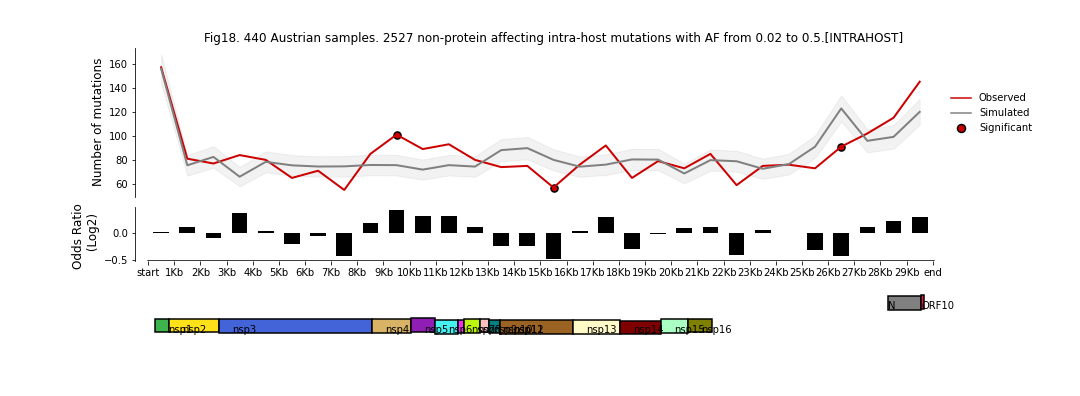 Fig18. 440 Austrian samples. 2527 non-protein affecting intra-host mutations with AF from 0.02 to 0.5.[INTRAHOST]
Number of mutations
160
140
120
100
80
60
Observed
Simulated
Significant
Odds Ratio
(Log2)
0.0
−0.5
start 1Kb 2Kb 3Kb 4Kb 5Kb 6Kb 7Kb 8Kb 9Kb 10Kb 11Kb 12Kb 13Kb 14Kb 15Kb 16Kb 17Kb 18Kb 19Kb 20Kb 21Kb 22Kb 23Kb 24Kb 25Kb 26Kb 27Kb 28Kb 29Kb end
N ORF10
nsp1 nsp2 nsp3 nsp4 nsp5 nsp6 nsp12 nsp13 nsp14 nsp15 nsp16